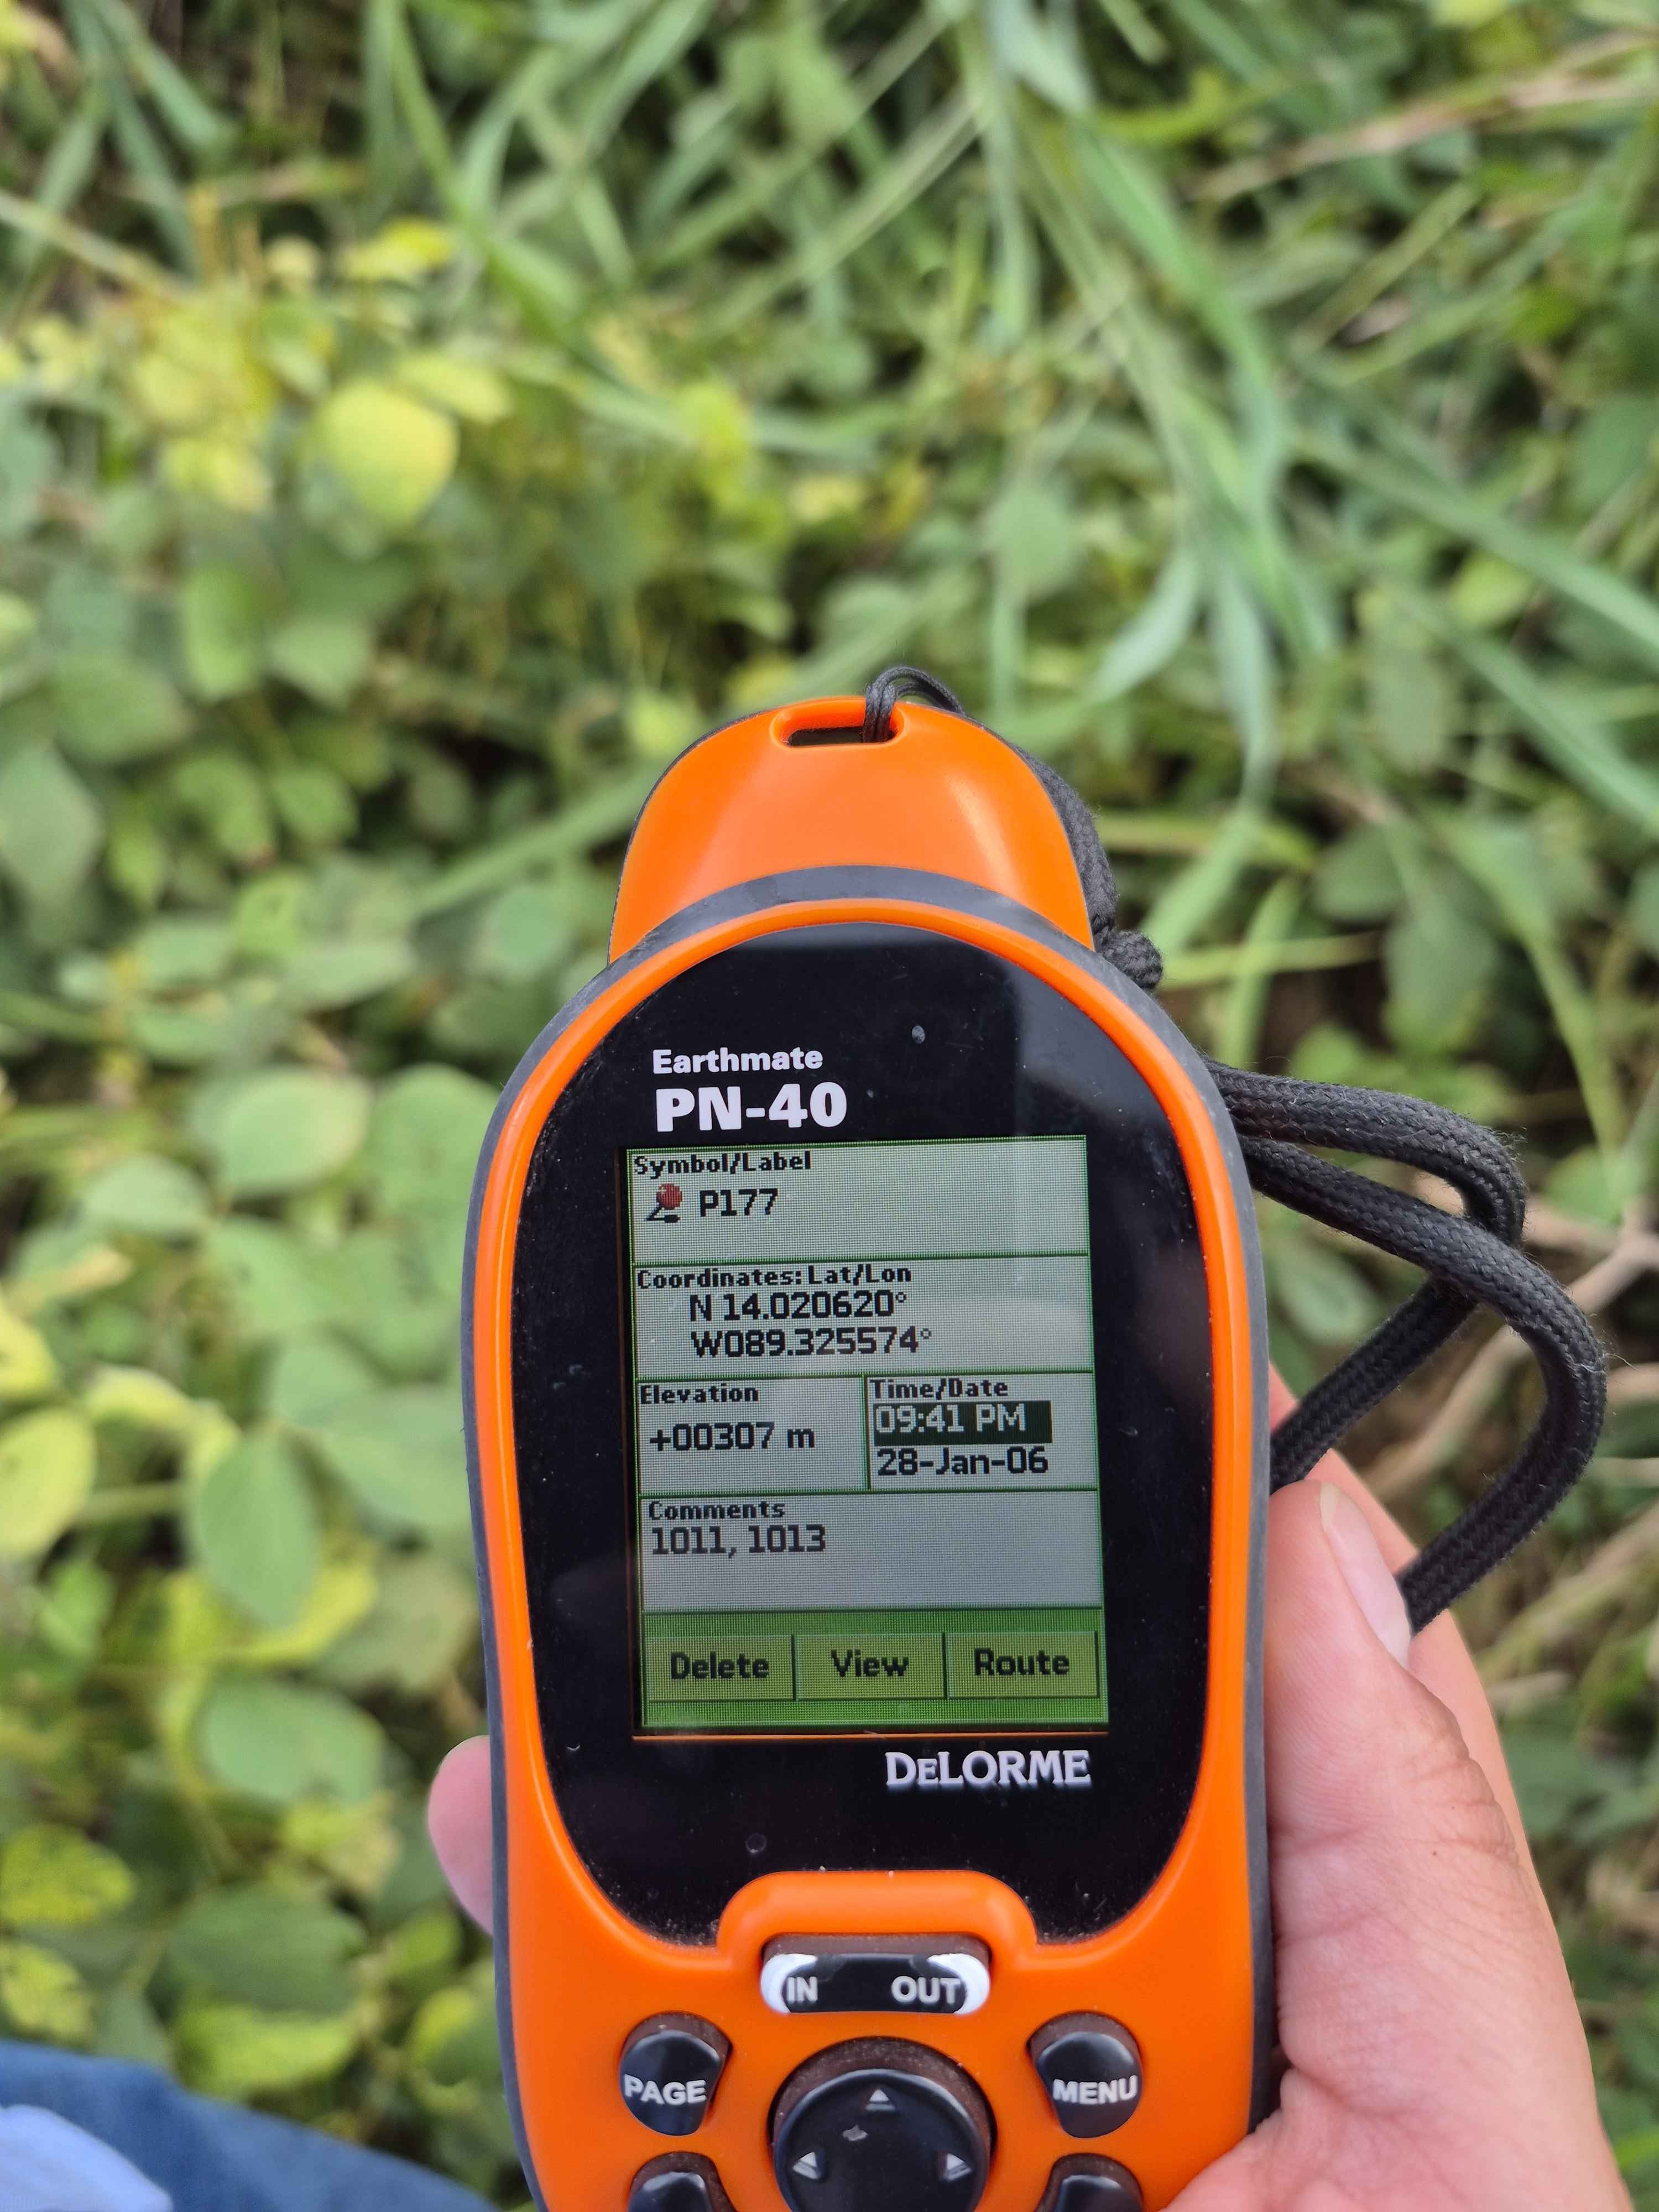 Earthmate
PN-40
Symbol/Label
P177
Coordinates: Lat/Lon
N 14.020620°
W089.325574°
Elevation
+00307 m
Time/Date
09:41 PM
28-Jan-06
Comments
1011, 1013
Delete View Route
DELORME
IN OUT
PAGE MENU